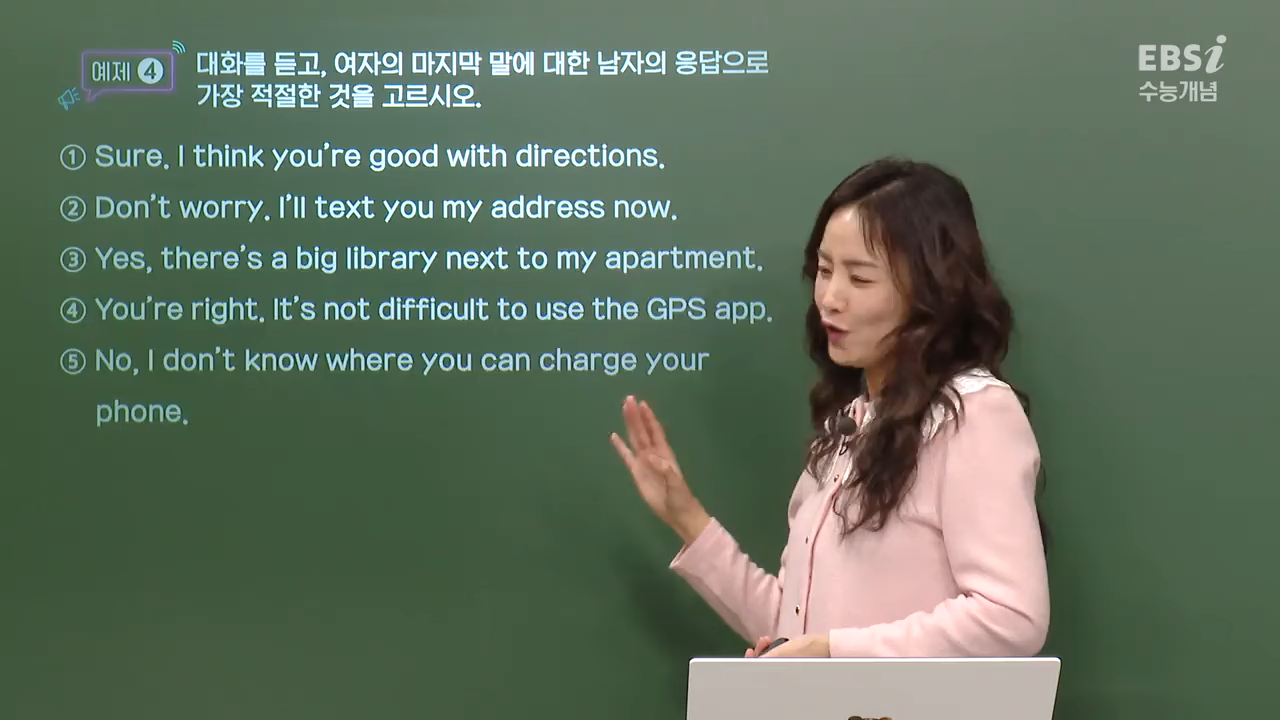 예제 4
대화를 듣고, 여자의 마지막 말에 대한 남자의 응답으로
가장 적절한 것을 고르시오.
EBSi
수능개념
① Sure. I think you're good with directions.
② Don't worry. I'll text you my address now.
③ Yes, there's a big library next to my apartment.
④ You're right. It's not difficult to use the GPS app.
⑤ No, I don't know where you can charge your
phone.